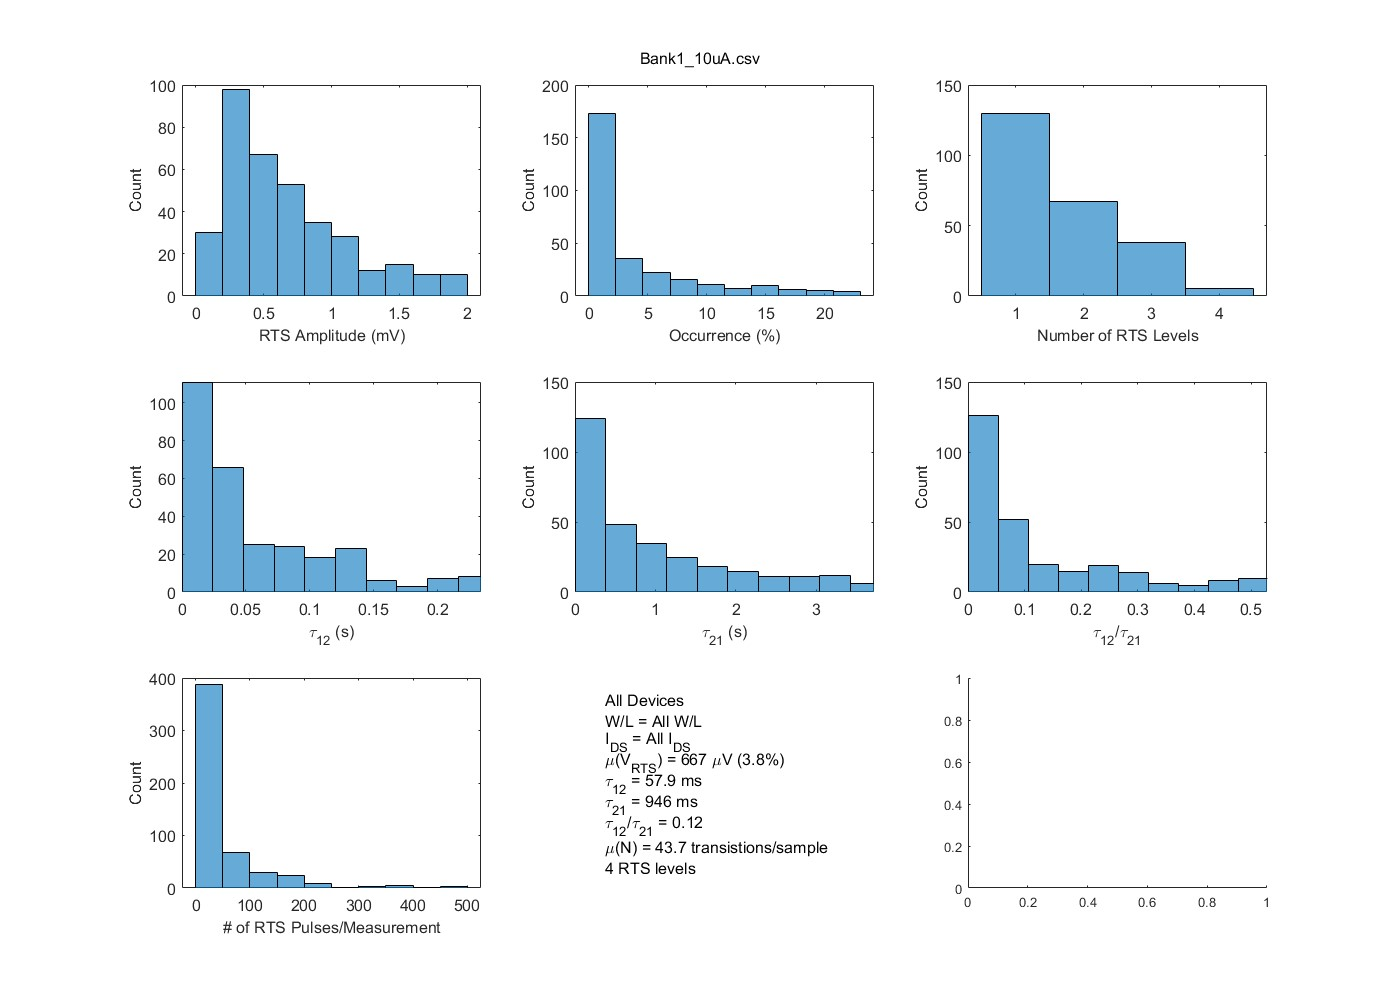 Bank1_10uA.csv
100
80
60
40
20
0
Count
0 0.5 1 1.5 2
RTS Amplitude (mV)
200
150
100
50
0
Count
0 5 10 15 20
Occurrence (%)
150
100
50
0
Count
1 2 3 4
Number of RTS Levels
100
80
60
40
20
0
Count
0 0.05 0.1 0.15 0.2
τ12 (s)
150
100
50
0
Count
0 1 2 3
τ21 (s)
150
100
50
0
Count
0 0.1 0.2 0.3 0.4 0.5
τ12/τ21
400
300
200
100
0
Count
0 100 200 300 400 500
# of RTS Pulses/Measurement
All Devices
W/L = All W/L
IDS = All IDS
μ(VRTS) = 667 μV (3.8%)
τ12 = 57.9 ms
τ21 = 946 ms
τ12/τ21 = 0.12
μ(N) = 43.7 transistions/sample
4 RTS levels
1
0.8
0.6
0.4
0.2
0
0 0.2 0.4 0.6 0.8 1